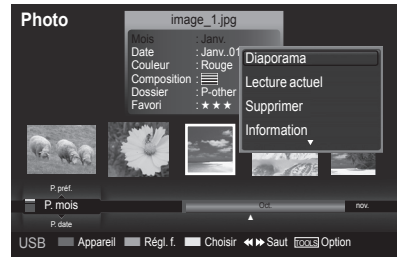 Photo
image_1.jpg
Mois : Janv.
Date : Janv..01
Couleur : Rouge
Composition :
Dossier : P-other
Favori : ★★★
Diaporama
Lecture actuel
Supprimer
Information
P. préf.
P. mois
P. date
Oct.
nov.
USB Appareil Régl. f. Choisir Saut TOOLS Option